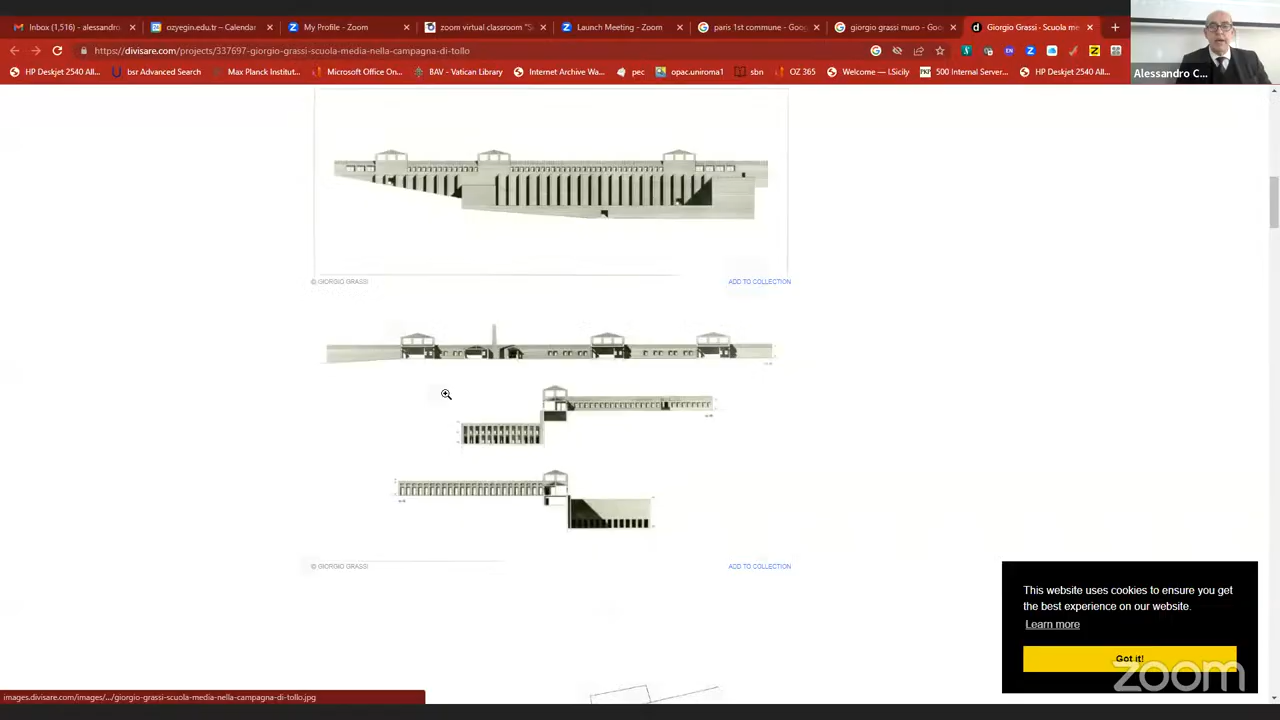 Inbox (1,516) - alessandro.
ozyegin.edu.tr – Calendar
My Profile - Zoom
zoom virtual classroom "S
Launch Meeting - Zoom
paris 1st commune - Goog
giorgio grassi muro - Goo
Giorgio Grassi - Scuola me
https://divisare.com/projects/337697-giorgio-grassi-scuola-media-nella-campagna-di-tollo
HP Deskjet 2540 All...
bsr Advanced Search
Max Planck Institut...
Microsoft Office On...
BAV - Vatican Library
Internet Archive Wa...
pec
opac.uniroma1
sbn
OZ 365
Welcome — I.Sicily
500 Internal Server...
HP Deskjet 2540 All...
Alessandro C...
© GIORGIO GRASSI
ADD TO COLLECTION
© GIORGIO GRASSI
ADD TO COLLECTION
This website uses cookies to ensure you get
the best experience on our website.
Learn more
Got it!
zoom
images.divisare.com/images/.../giorgio-grassi-scuola-media-nella-campagna-di-tollo.jpg